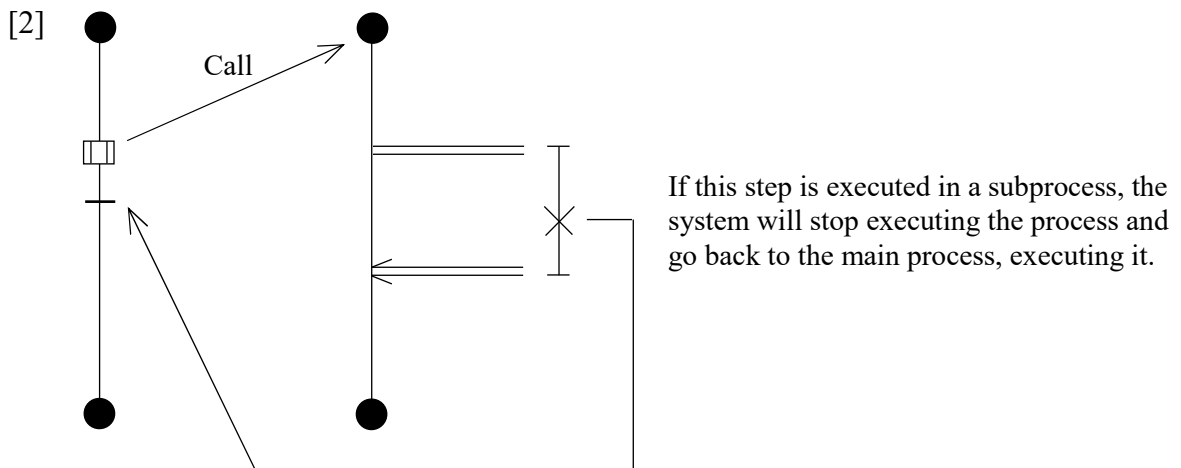 [2]
Call
If this step is executed in a subprocess, the
system will stop executing the process and
go back to the main process, executing it.